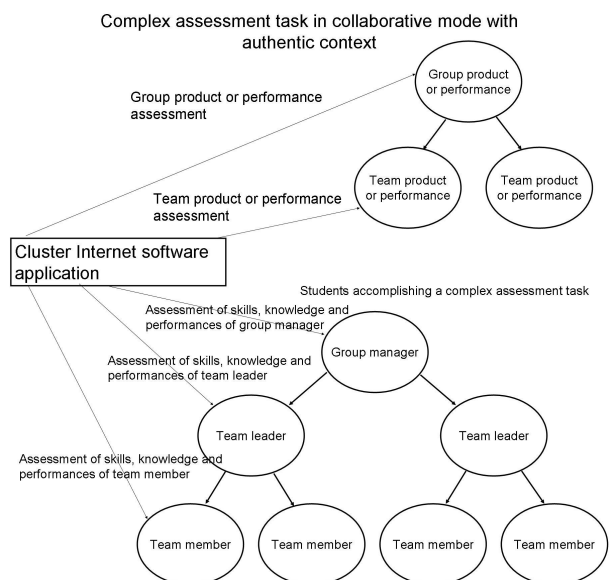 Complex assessment task in collaborative mode with
authentic context
Group product
or performance
Group product or performance
assessment
Team product
or performance
Team product
or performance
Team product or performance
assessment
Cluster Internet software
application
Students accomplishing a complex assessment task
Assessment of skills, knowledge and
performances of group manager
Group manager
Assessment of skills, knowledge and
performances of team leader
Team leader
Team leader
Assessment of skills, knowledge and
performances of team member
Team member
Team member
Team member
Team member